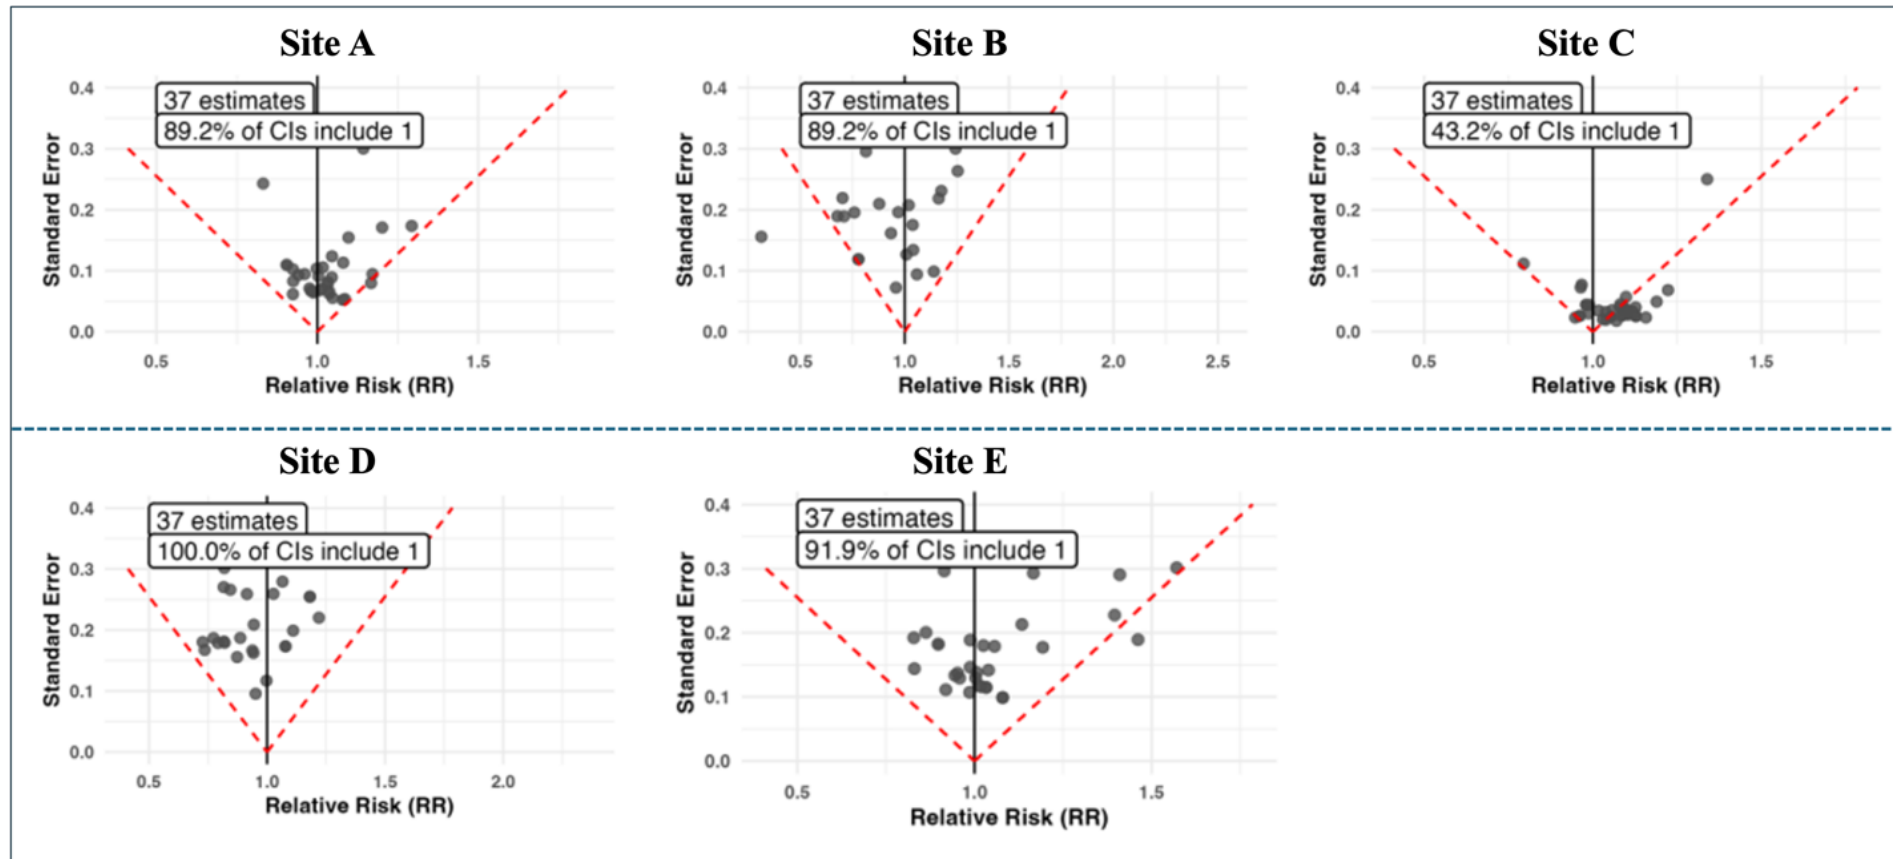 Site A
37 estimates
89.2% of CIs include 1
Standard Error
0.4
0.3
0.2
0.1
0.0
0.5 1.0 1.5
Relative Risk (RR)
Site B
37 estimates
89.2% of CIs include 1
Standard Error
0.4
0.3
0.2
0.1
0.0
0.5 1.0 1.5 2.0 2.5
Relative Risk (RR)
Site C
37 estimates
43.2% of CIs include 1
Standard Error
0.4
0.3
0.2
0.1
0.0
0.5 1.0 1.5
Relative Risk (RR)
Site D
37 estimates
100.0% of CIs include 1
Standard Error
0.4
0.3
0.2
0.1
0.0
0.5 1.0 1.5 2.0
Relative Risk (RR)
Site E
37 estimates
91.9% of CIs include 1
Standard Error
0.4
0.3
0.2
0.1
0.0
0.5 1.0 1.5
Relative Risk (RR)